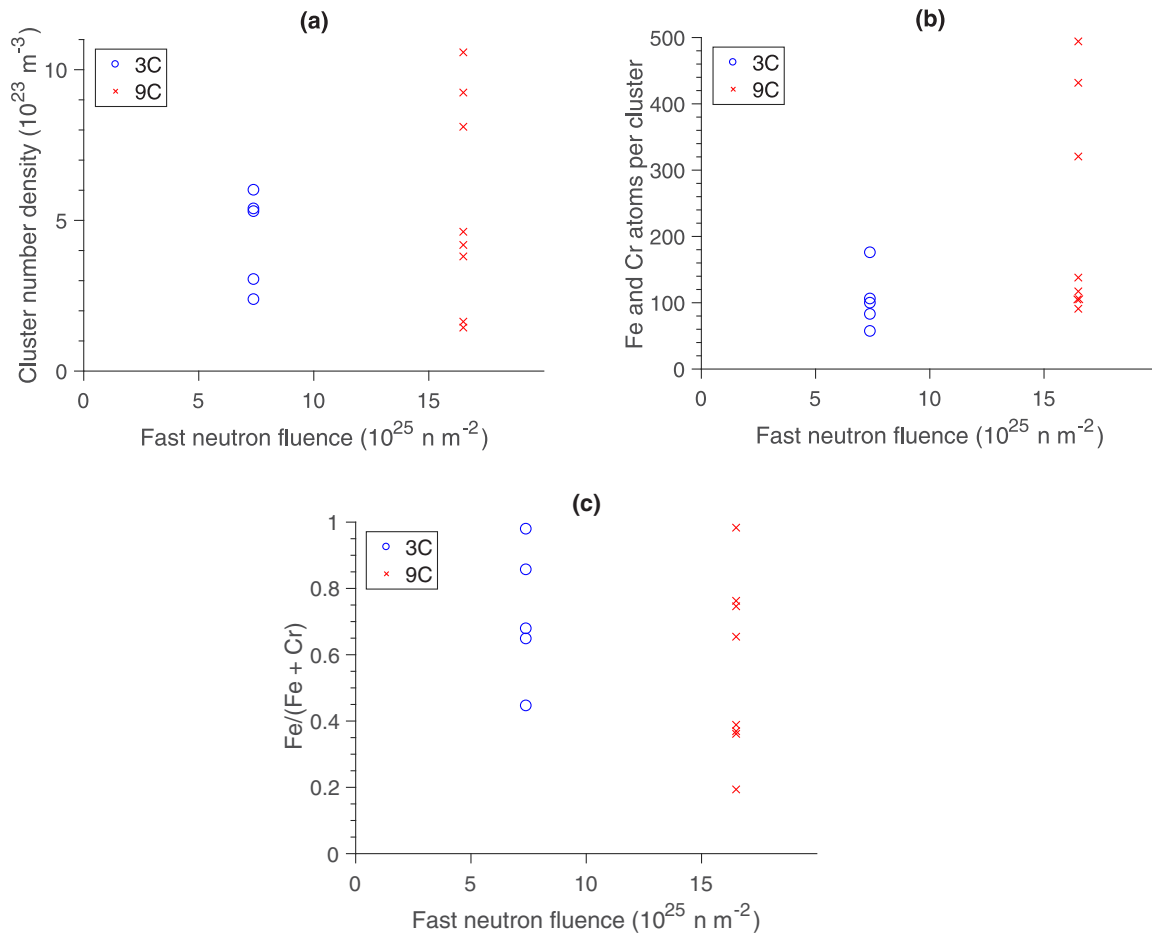 (a)
3C
9C
Cluster number density (10^23 m^-3)
10
5
0
0 5 10 15
Fast neutron fluence (10^25 n m^-2)
(b)
3C
9C
Fe and Cr atoms per cluster
500
400
300
200
100
0
0 5 10 15
Fast neutron fluence (10^25 n m^-2)
(c)
3C
9C
Fe/(Fe + Cr)
1
0.8
0.6
0.4
0.2
0
0 5 10 15
Fast neutron fluence (10^25 n m^-2)